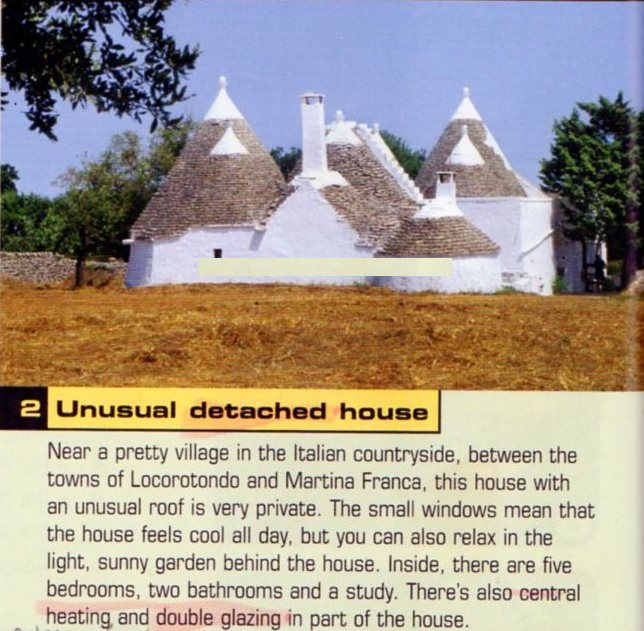 2 Unusual detached house
Near a pretty village in the Italian countryside, between the
towns of Locorotondo and Martina Franca, this house with
an unusual roof is very private. The small windows mean that
the house feels cool all day, but you can also relax in the
light, sunny garden behind the house. Inside, there are five
bedrooms, two bathrooms and a study. There's also central
heating and double glazing in part of the house.